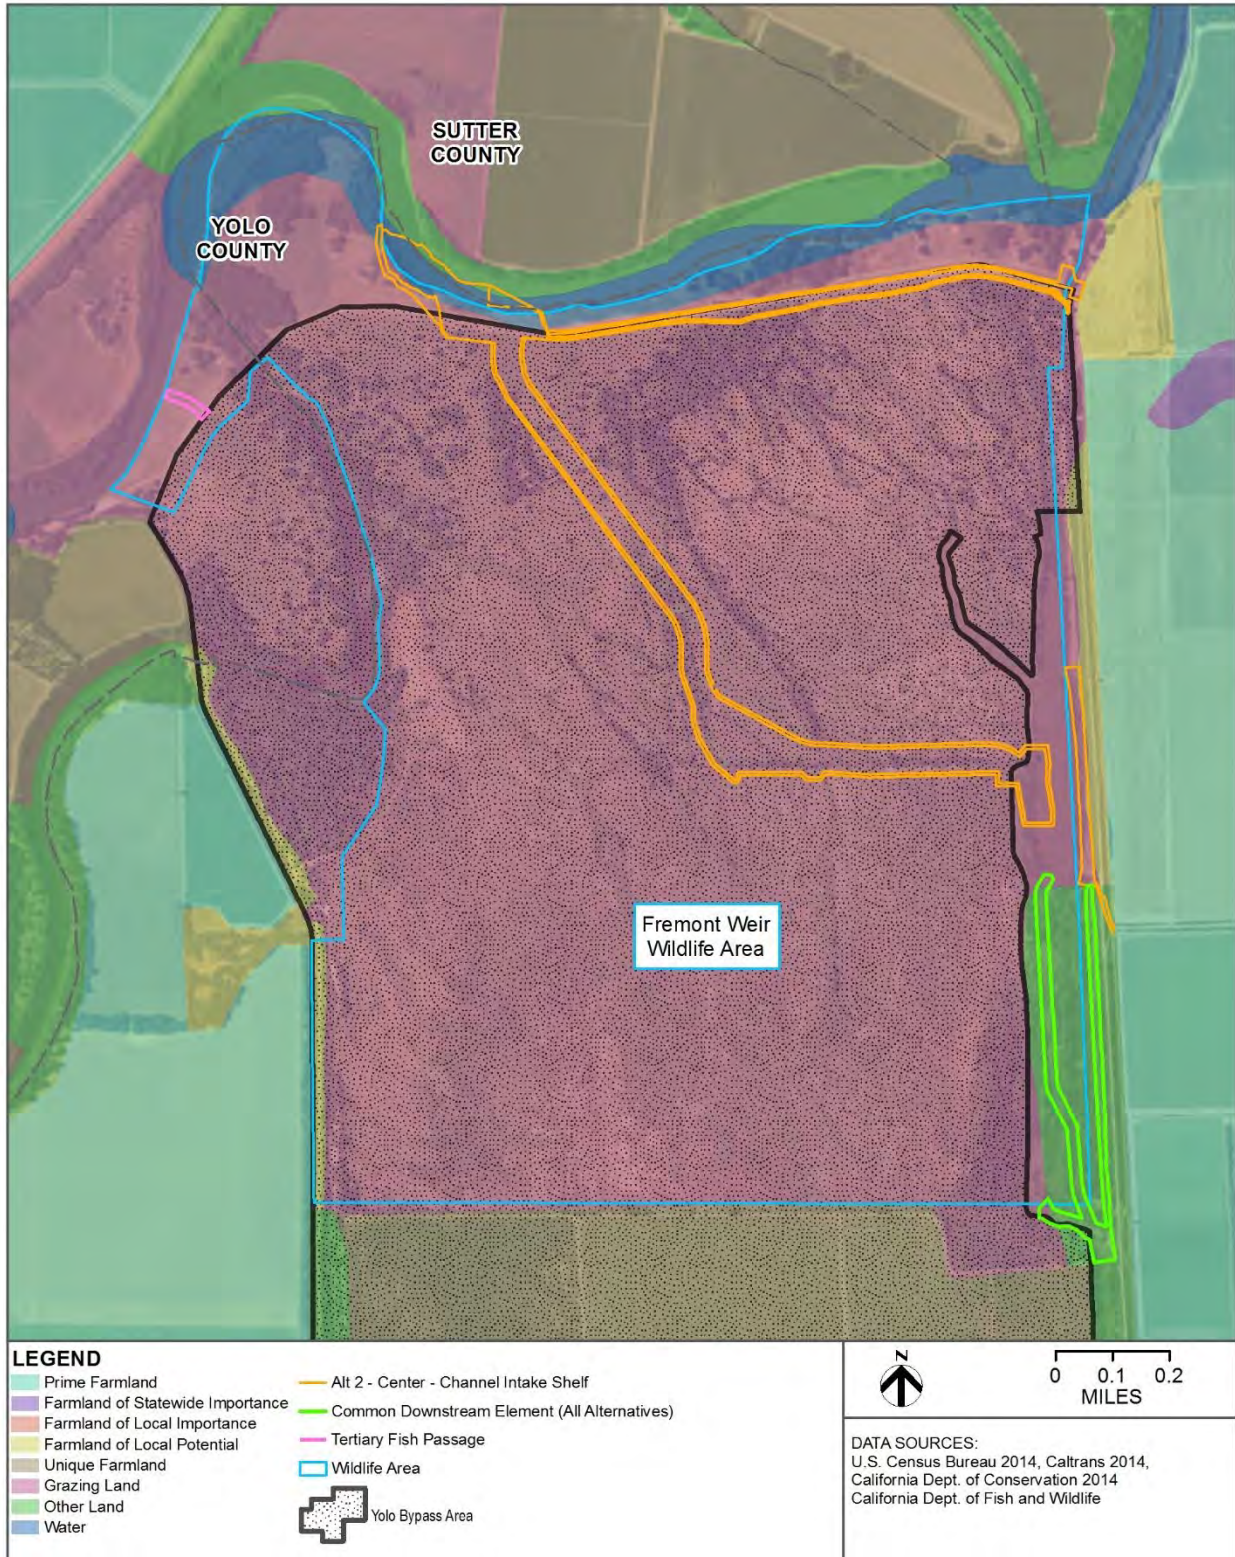 SUTTER
COUNTY
YOLO
COUNTY
Fremont Weir
Wildlife Area
LEGEND
Prime Farmland
Farmland of Statewide Importance
Farmland of Local Importance
Farmland of Local Potential
Unique Farmland
Grazing Land
Other Land
Water
Alt 2 - Center - Channel Intake Shelf
Common Downstream Element (All Alternatives)
Tertiary Fish Passage
Wildlife Area
Yolo Bypass Area
N
0 0.1 0.2
MILES
DATA SOURCES:
U.S. Census Bureau 2014, Caltrans 2014,
California Dept. of Conservation 2014
California Dept. of Fish and Wildlife